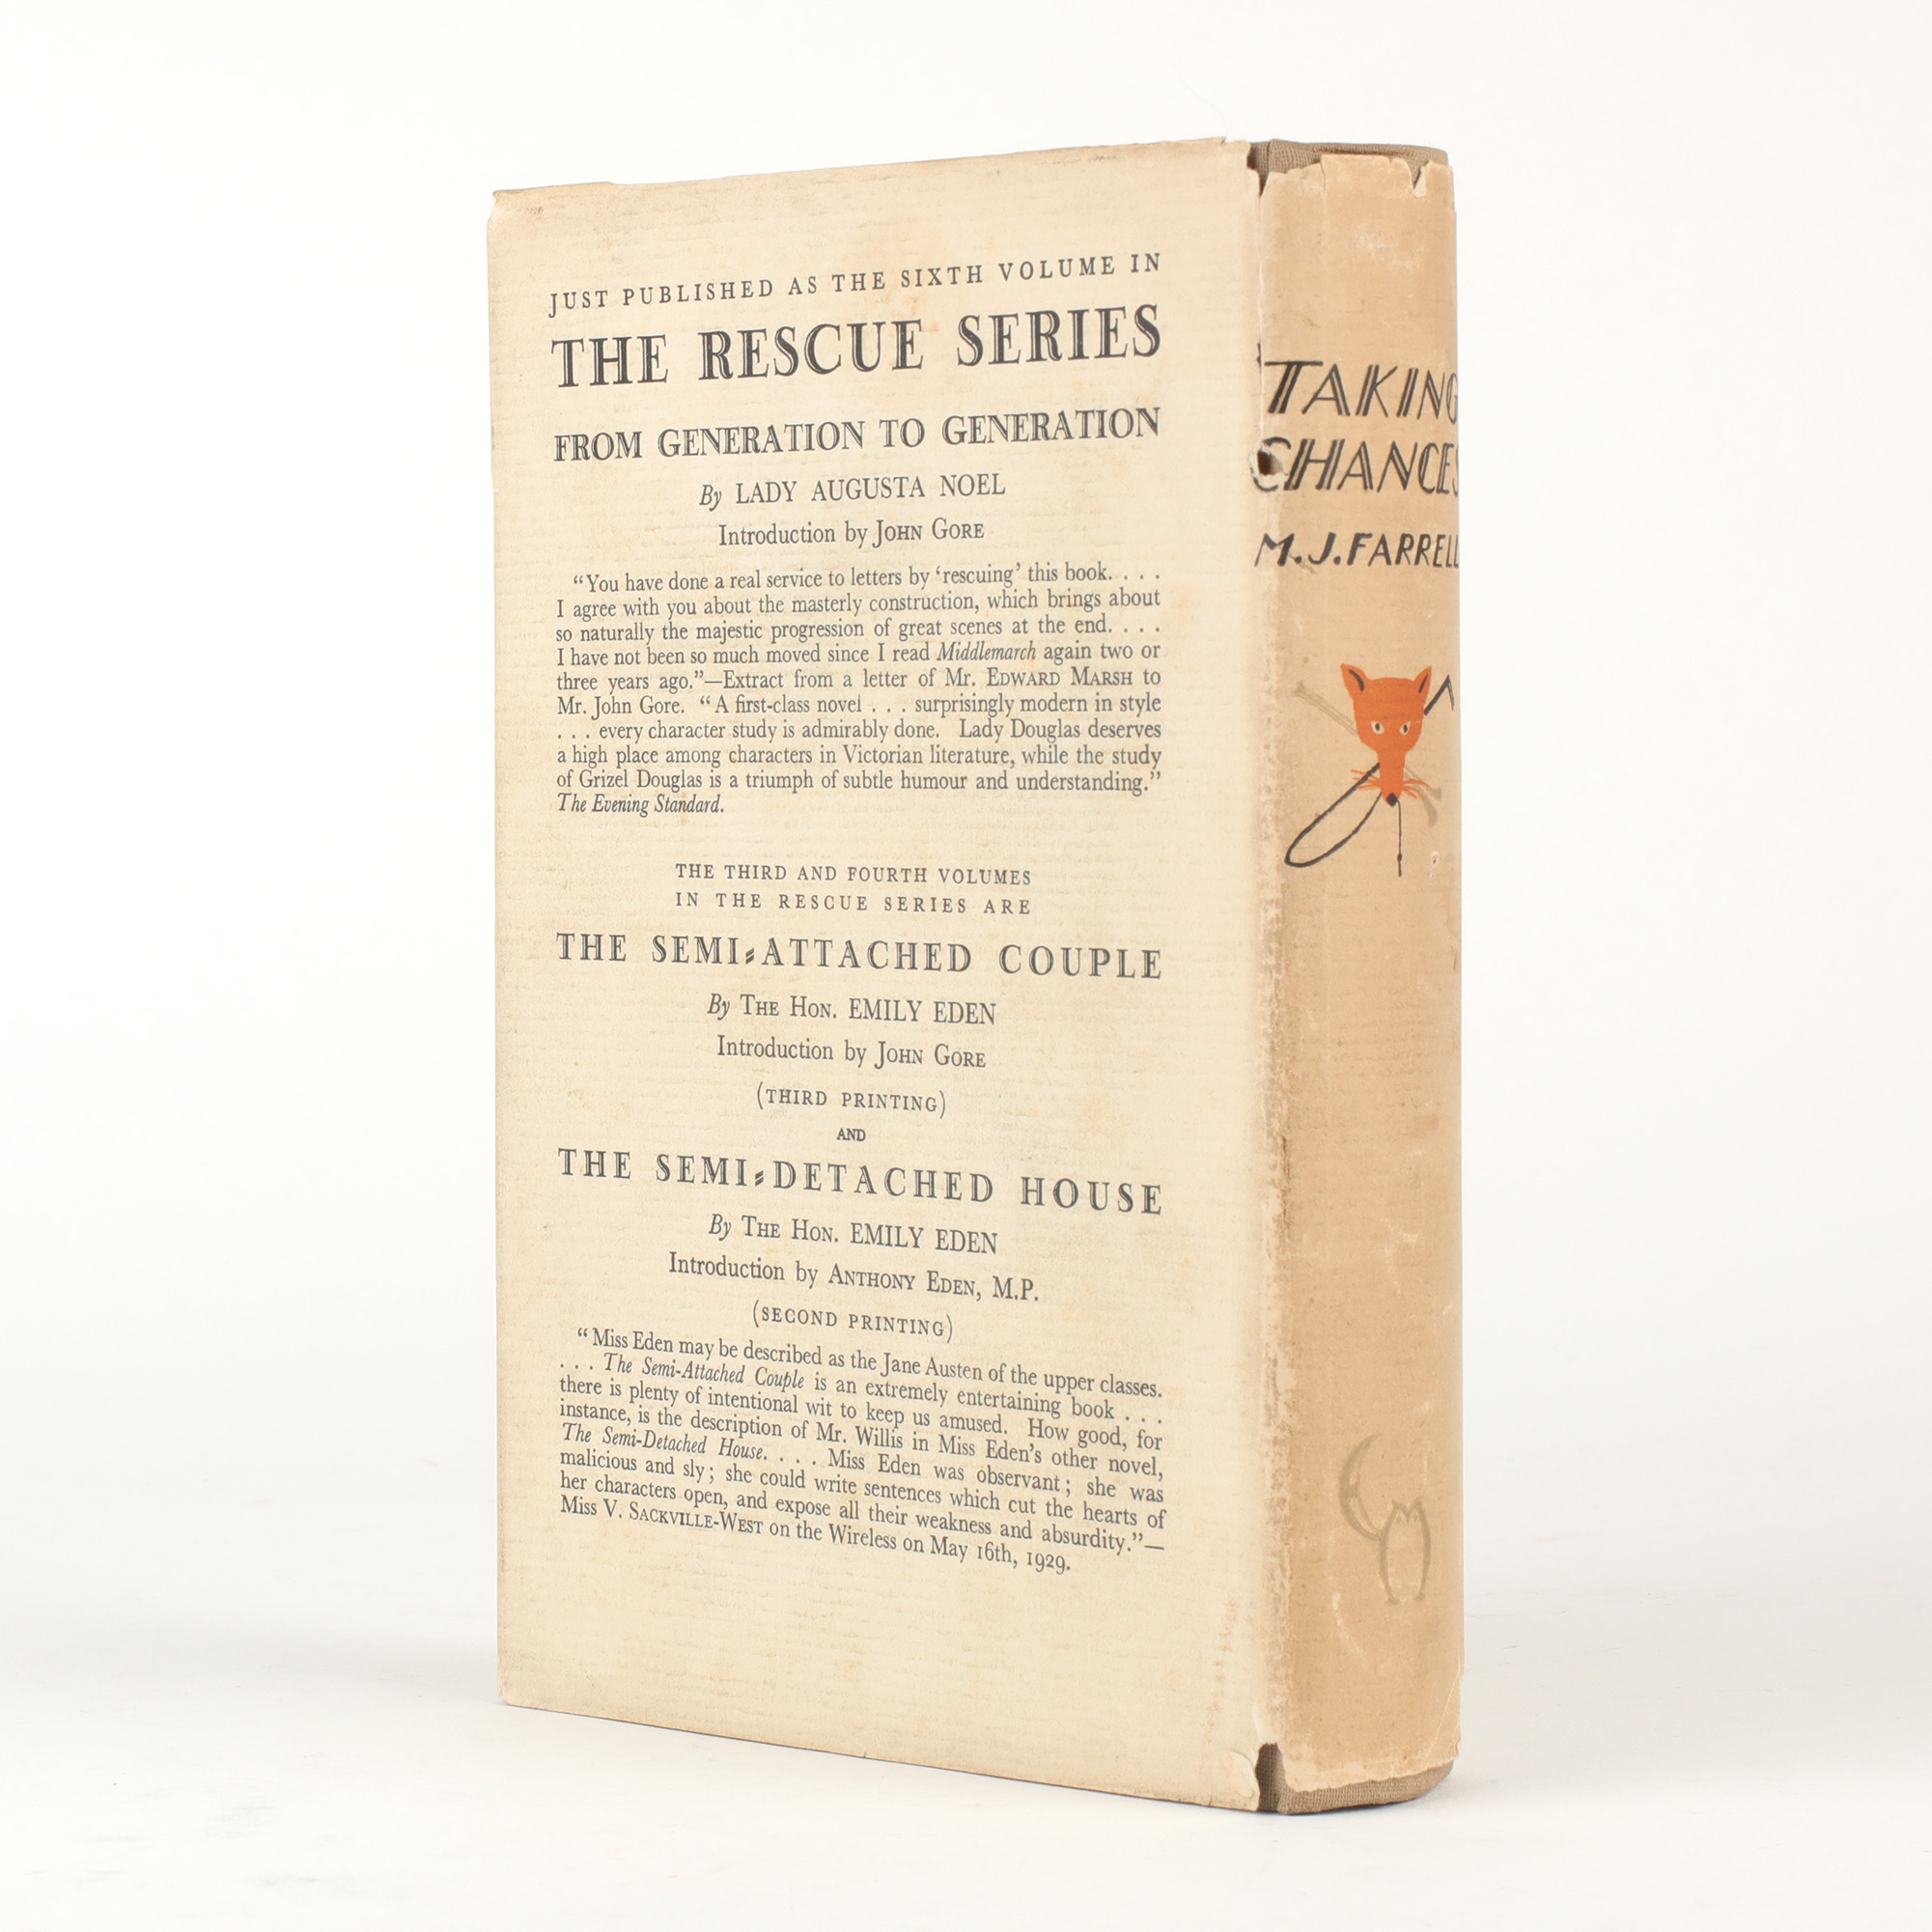 JUST PUBLISHED AS THE SIXTH VOLUME IN
THE RESCUE SERIES
FROM GENERATION TO GENERATION
By LADY AUGUSTA NOEL
Introduction by JOHN GORE
“You have done a real service to letters by ‘rescuing’ this book. . . .
I agree with you about the masterly construction, which brings about
so naturally the majestic progression of great scenes at the end. . . .
I have not been so much moved since I read Middlemarch again two or
three years ago.”—Extract from a letter of Mr. EDWARD MARSH to
Mr. John Gore. “A first-class novel . . . surprisingly modern in style
. . . every character study is admirably done. Lady Douglas deserves
a high place among characters in Victorian literature, while the study
of Grizel Douglas is a triumph of subtle humour and understanding.”
The Evening Standard.
THE THIRD AND FOURTH VOLUMES
IN THE RESCUE SERIES ARE
THE SEMI-ATTACHED COUPLE
By THE HON. EMILY EDEN
Introduction by JOHN GORE
(THIRD PRINTING)
AND
THE SEMI-DETACHED HOUSE
By THE HON. EMILY EDEN
Introduction by ANTHONY EDEN, M.P.
(SECOND PRINTING)
“Miss Eden may be described as the Jane Austen of the upper classes.
. . . The Semi-Attached Couple is an extremely entertaining book . . .
there is plenty of intentional wit to keep us amused. How good, for
instance, is the description of Mr. Willis in Miss Eden’s other novel,
The Semi-Detached House. . . . Miss Eden was observant; she was
malicious and sly; she could write sentences which cut the hearts of
her characters open, and expose all their weakness and absurdity.”—
Miss V. SACKVILLE-WEST on the Wireless on May 16th, 1929.
TAKING
CHANCES
M.J.FARRELL